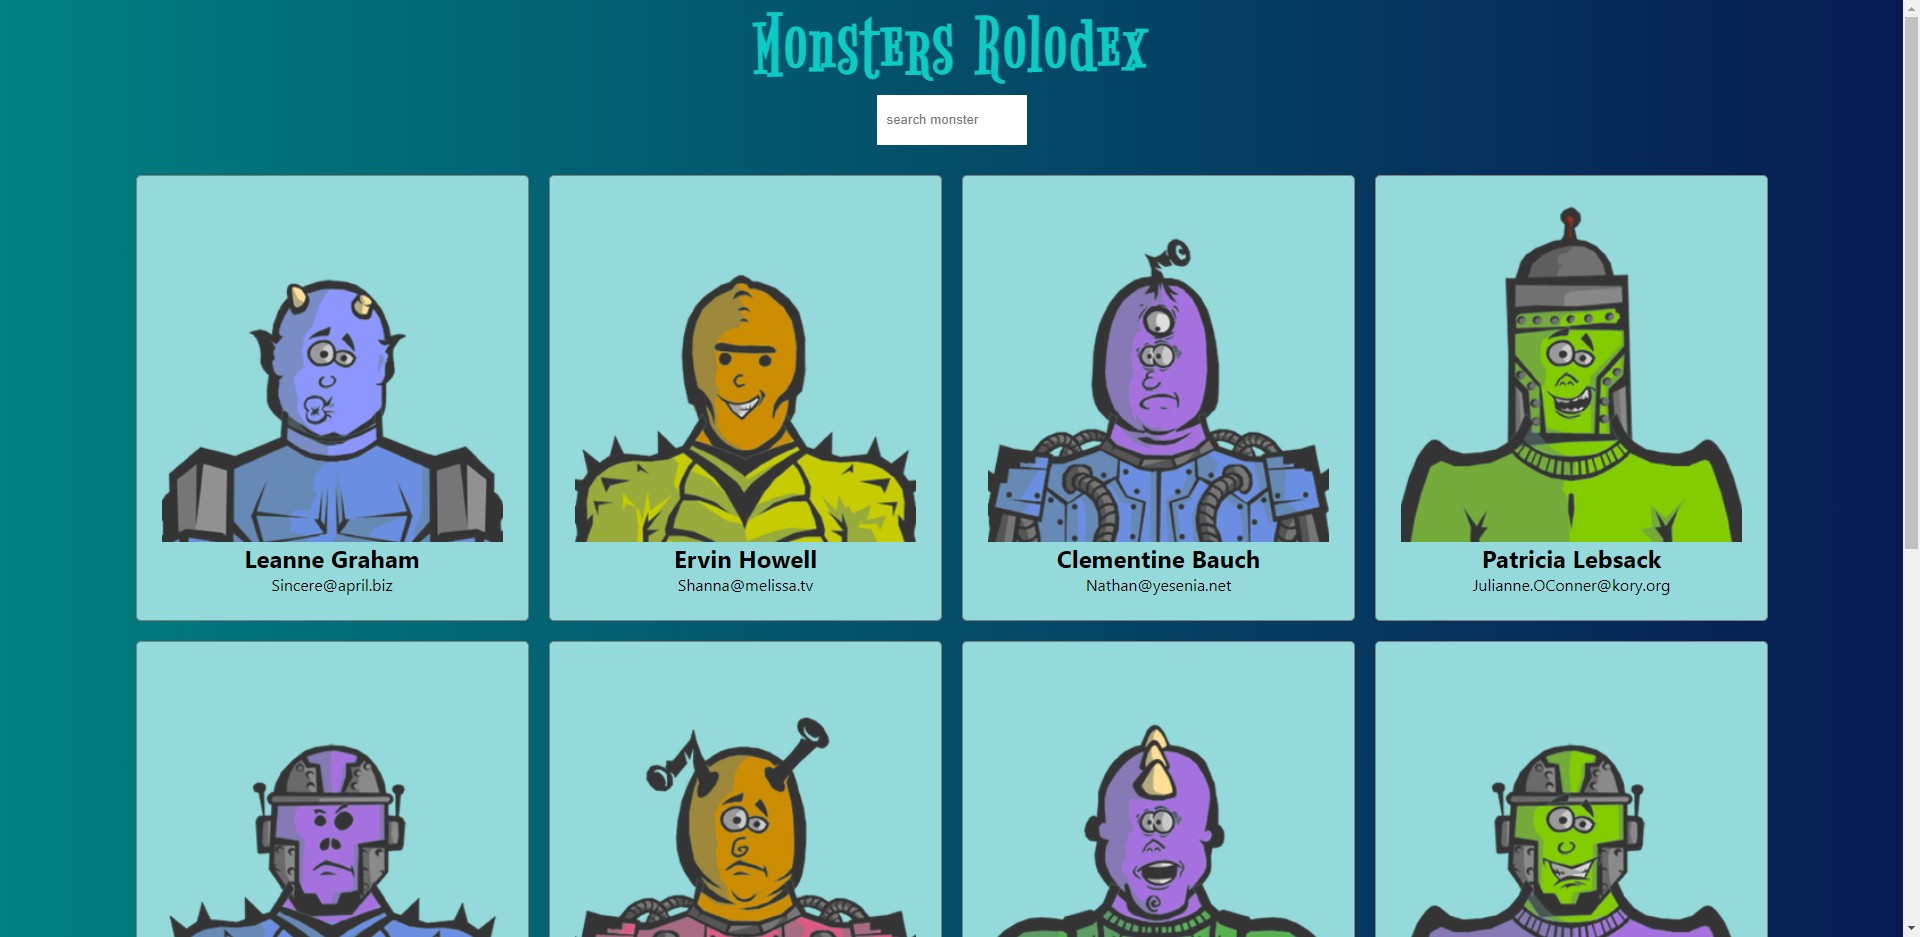 Monsters Rolodex
search monster
Leanne Graham
Sincere@april.biz
Ervin Howell
Shanna@melissa.tv
Clementine Bauch
Nathan@yesenia.net
Patricia Lebsack
Julianne.OConner@kory.org